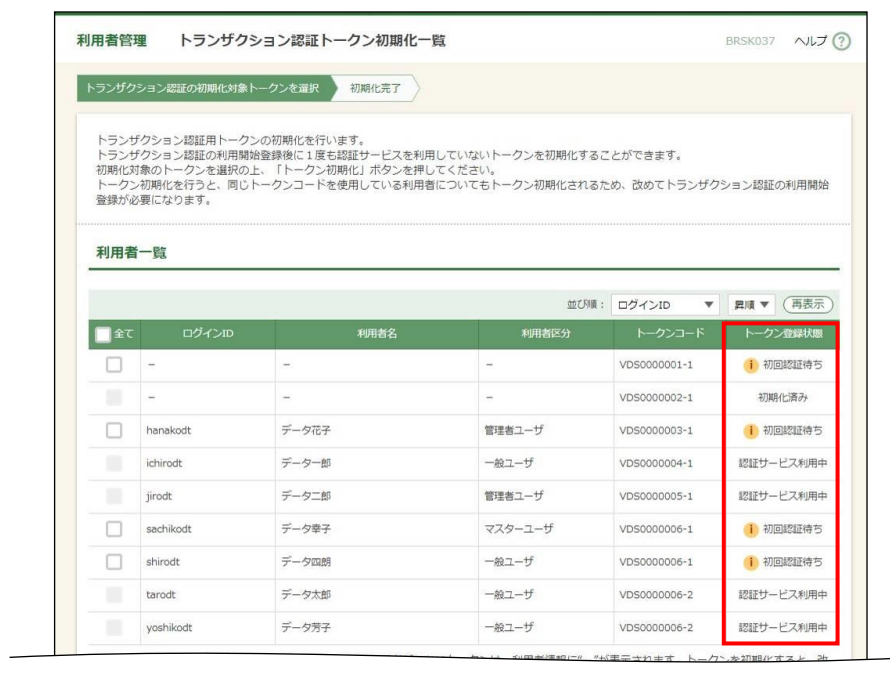 利用者管理 トランザクション認証トークン初期化一覧 BRSK037 ヘルプ ?
トランザクション認証の初期化対象トークンを選択 初期化完了
トランザクション認証用トークンの初期化を行います。
トランザクション認証の利用開始登録後に1度も認証サービスを利用していないトークンを初期化することができます。
初期化対象のトークンを選択の上、「トークン初期化」ボタンを押してください。
トークン初期化を行うと、同じトークンコードを使用している利用者についてもトークン初期化されるため、改めてトランザクション認証の利用開始
登録が必要になります。
利用者一覧
並び順: ログインID ▼ 昇順 ▼ 再表示
全て ログインID 利用者名 利用者区分 トークンコード トークン登録状態
– – – VDS0000001-1 i 初回認証待ち
– – – VDS0000002-1 初期化済み
hanakodt データ花子 管理者ユーザ VDS0000003-1 i 初回認証待ち
ichirodt データ一郎 一般ユーザ VDS0000004-1 認証サービス利用中
jirodt データ二郎 管理者ユーザ VDS0000005-1 認証サービス利用中
sachikodt データ幸子 マスターユーザ VDS0000006-1 i 初回認証待ち
shirodt データ四朗 一般ユーザ VDS0000006-1 i 初回認証待ち
tarodt データ太郎 一般ユーザ VDS0000006-2 認証サービス利用中
yoshikodt データ芳子 一般ユーザ VDS0000006-2 認証サービス利用中